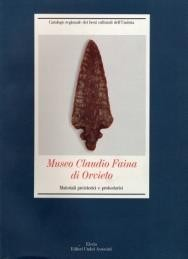 Catalogo regionale dei beni culturali dell'Umbria
Museo Claudio Faina
di Orvieto
Materiali preistorici e protostorici
Electa
Editori Umbri Associati